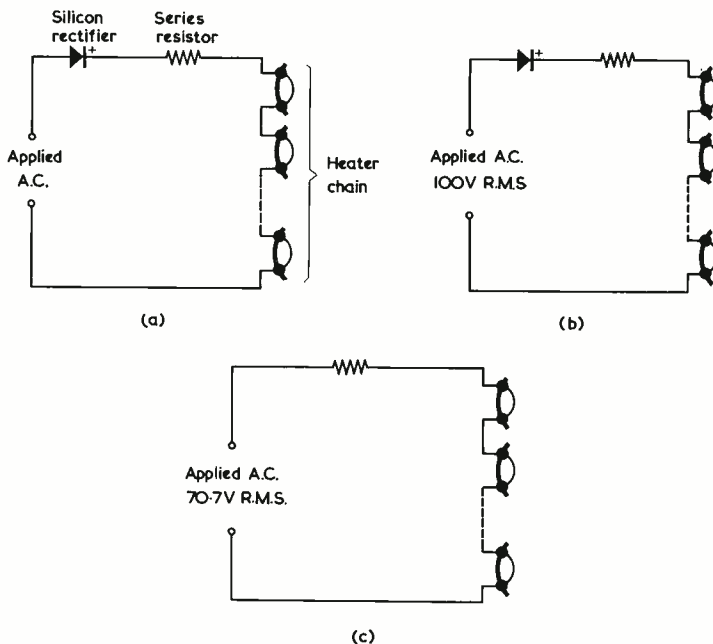 Silicon
rectifier
+
Series
resistor
Applied
A.C.
Heater
chain
(a)
+
Applied A.C.
100V R.M.S
(b)
Applied A.C.
70·7V R.M.S.
(c)